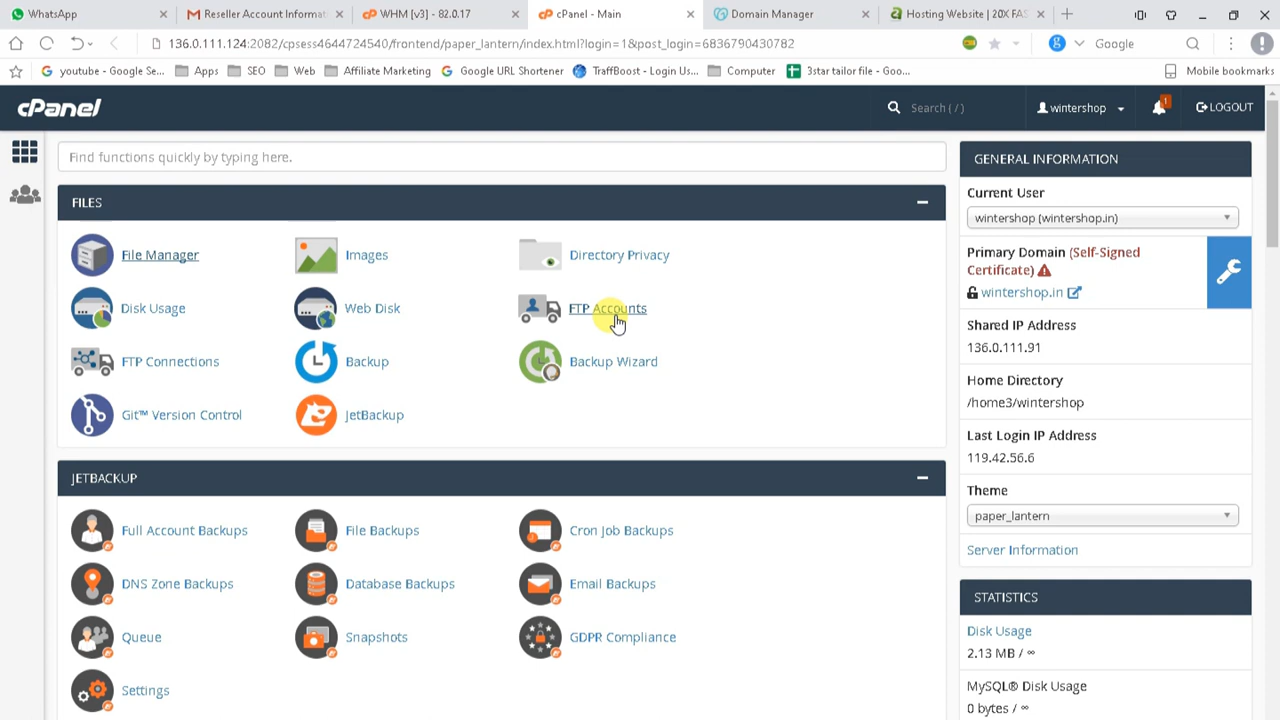 WhatsApp
Reseller Account Informat
WHM [v3] - 82.0.17
cPanel - Main
Domain Manager
Hosting Website | 20X FAS
136.0.111.124:2082/cpsess4644724540/frontend/paper_lantern/index.html?login=1&post_login=6836790430782
Google
youtube - Google Se...
Apps
SEO
Web
Affiliate Marketing
Google URL Shortener
TraffBoost - Login Us...
Computer
3star tailor file - Goo...
Mobile bookmarks
cPanel
Search ( / )
wintershop
1
LOGOUT
Find functions quickly by typing here.
FILES
File Manager
Images
Directory Privacy
Disk Usage
Web Disk
FTP Accounts
FTP Connections
Backup
Backup Wizard
Git™ Version Control
JetBackup
JETBACKUP
Full Account Backups
File Backups
Cron Job Backups
DNS Zone Backups
Database Backups
Email Backups
Queue
Snapshots
GDPR Compliance
Settings
GENERAL INFORMATION
Current User
wintershop (wintershop.in)
Primary Domain (Self-Signed
Certificate)
wintershop.in
Shared IP Address
136.0.111.91
Home Directory
/home3/wintershop
Last Login IP Address
119.42.56.6
Theme
paper_lantern
Server Information
STATISTICS
Disk Usage
2.13 MB / ∞
MySQL® Disk Usage
0 bytes / ∞